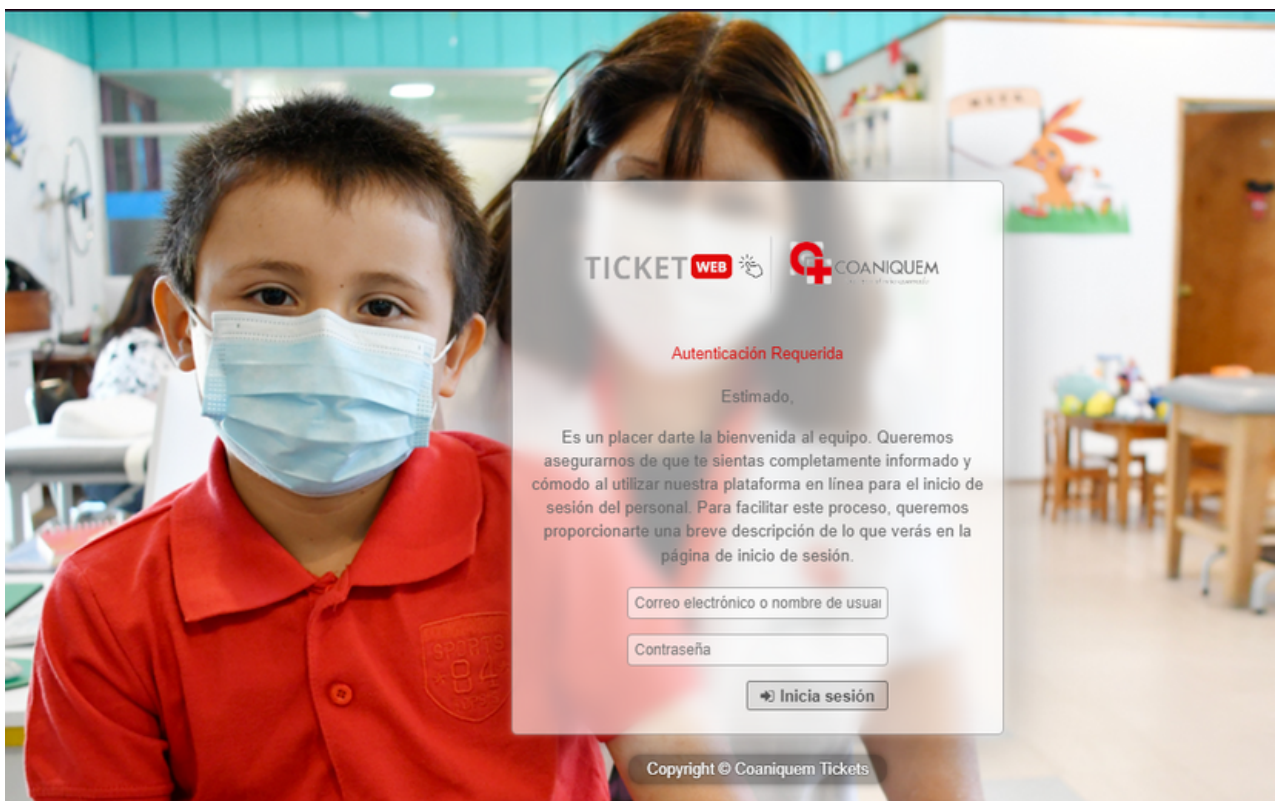 TICKET WEB
COANIQUEM
Autenticación Requerida
Estimado,
Es un placer darte la bienvenida al equipo. Queremos
asegurarnos de que te sientas completamente informado y
cómodo al utilizar nuestra plataforma en línea para el inicio de
sesión del personal. Para facilitar este proceso, queremos
proporcionarte una breve descripción de lo que verás en la
página de inicio de sesión.
Correo electrónico o nombre de usuar
Contraseña
Inicia sesión
SPORTS
84
Copyright © Coaniquem Tickets